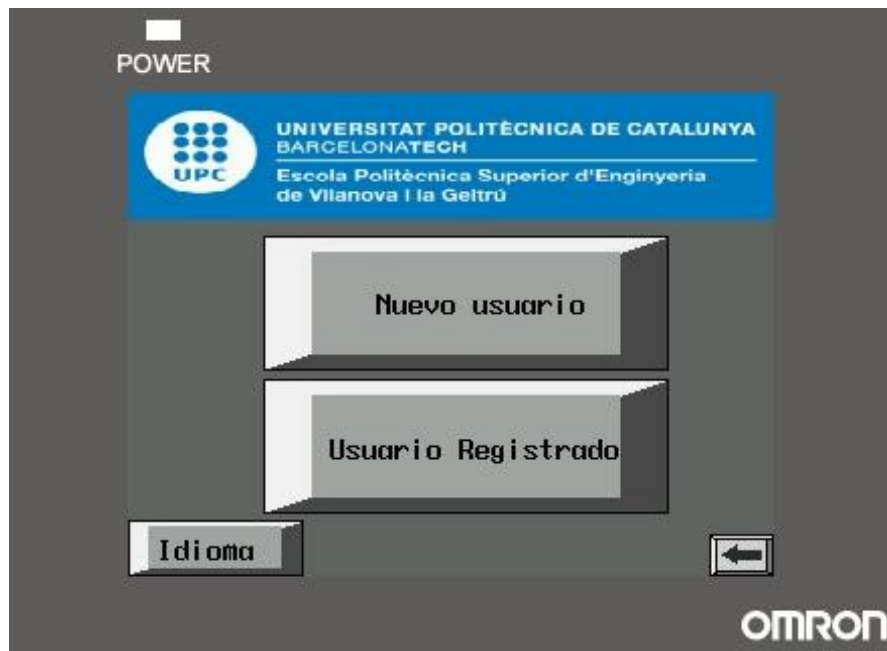 POWER
UNIVERSITAT POLITÈCNICA DE CATALUNYA
BARCELONATECH
UPC
Escola Politècnica Superior d'Enginyeria
de Vilanova i la Geltrú
Nuevo usuario
Usuario Registrado
Idioma
OMRON